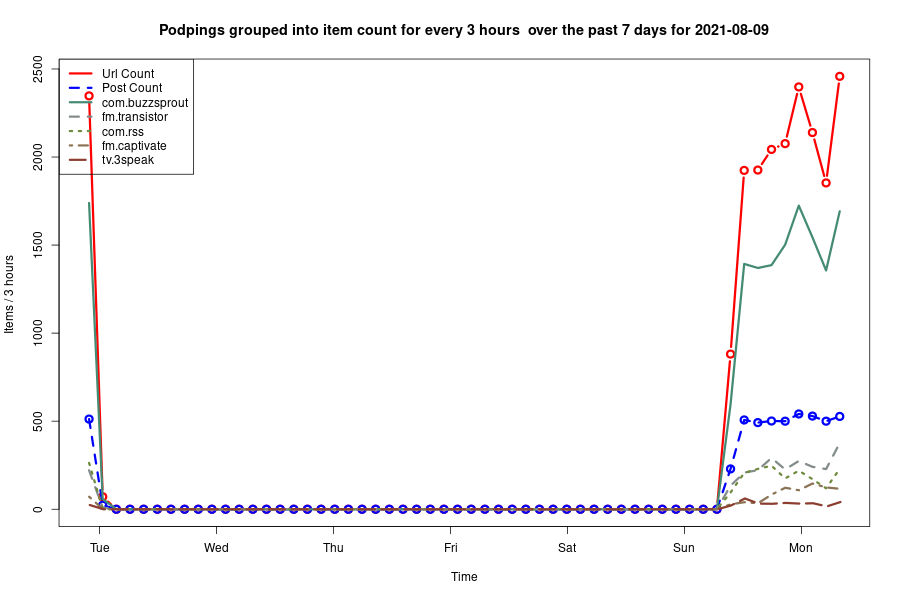 Podpings grouped into item count for every 3 hours  over the past 7 days for 2021-08-09
Url Count
Post Count
com.buzzsprout
fm.transistor
com.rss
fm.captivate
tv.3speak
2500
2000
1500
1000
500
0
Items / 3 hours
Tue Wed Thu Fri Sat Sun Mon
Time